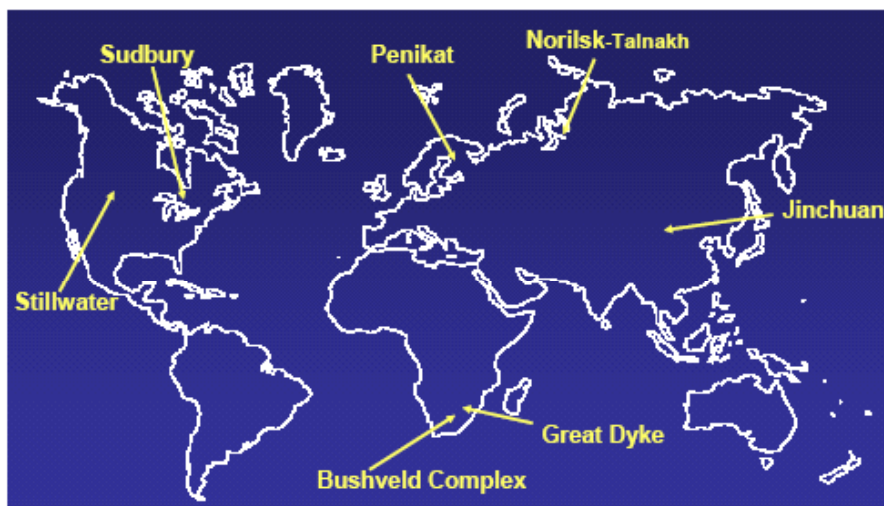 Sudbury
Penikat
Norilsk-Talnakh
Jinchuan
Stillwater
Great Dyke
Bushveld Complex